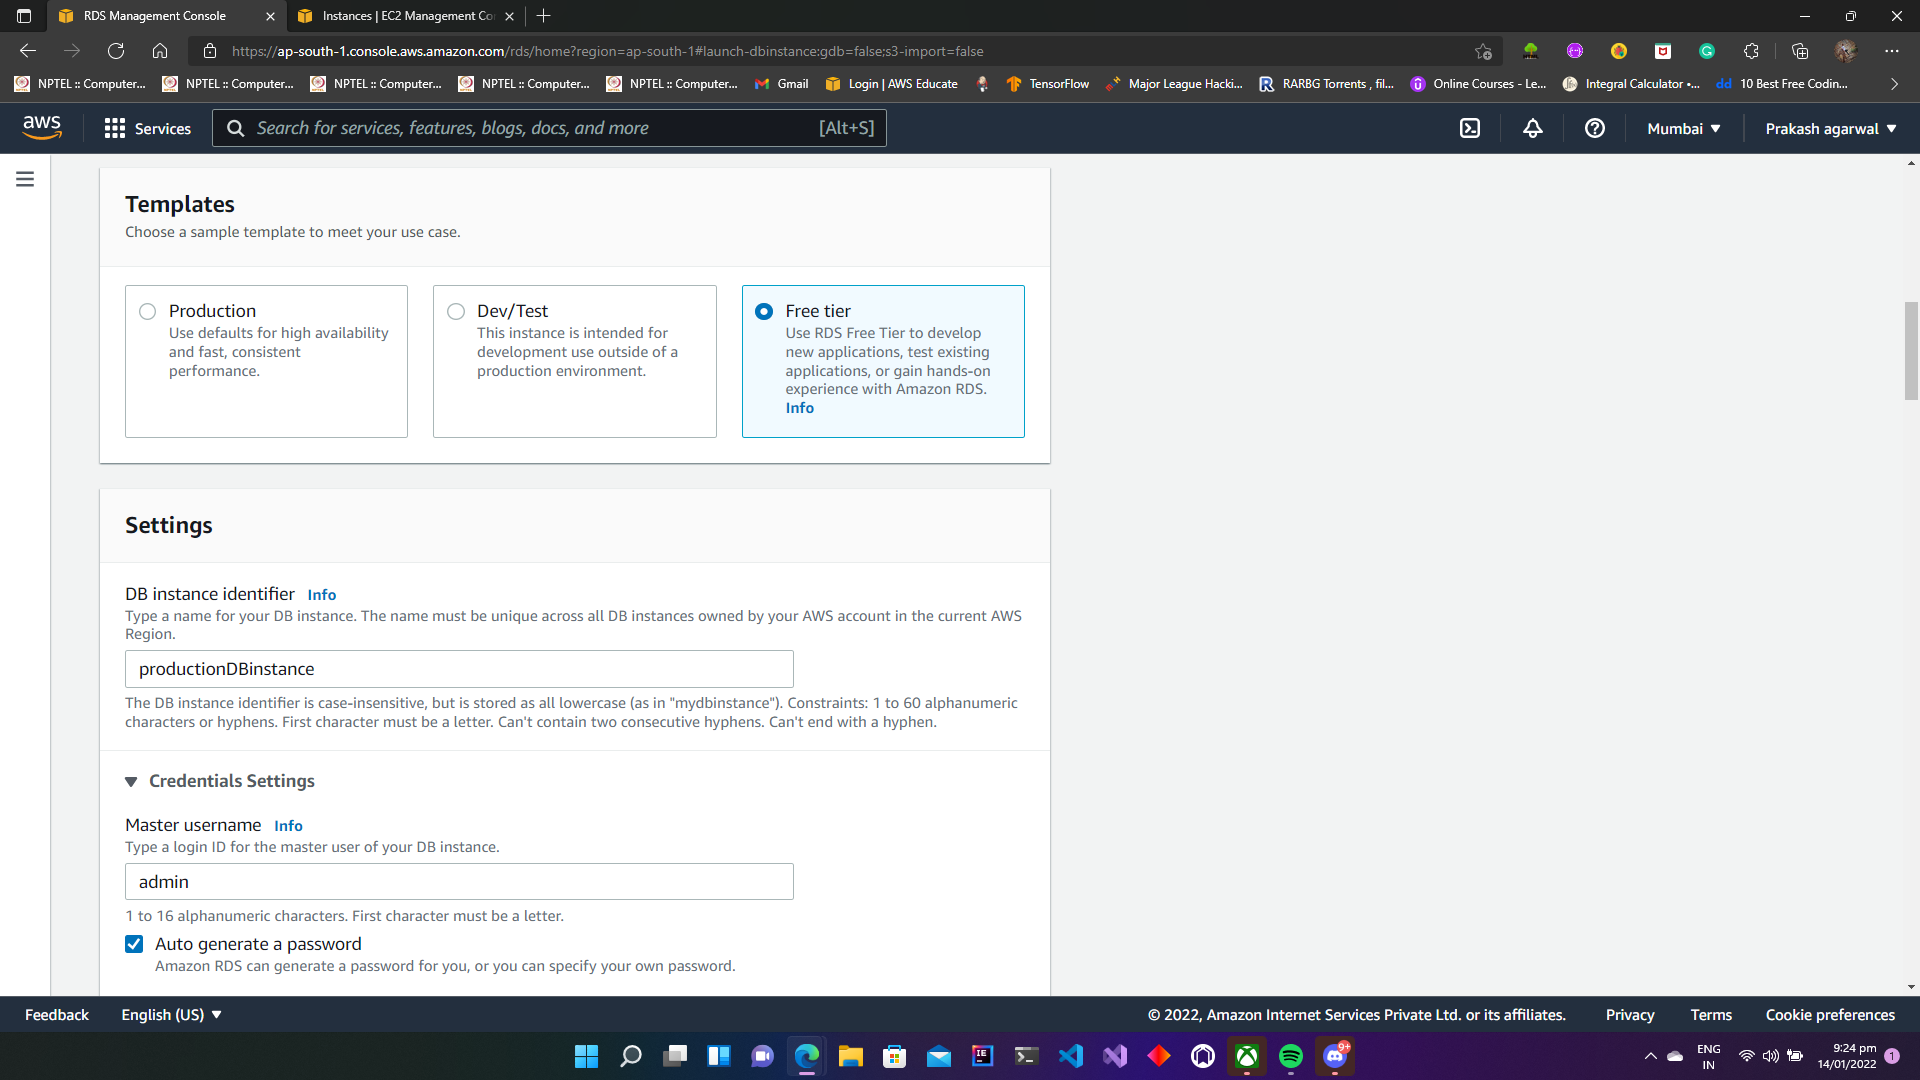 RDS Management Console
Instances | EC2 Management Co
https://ap-south-1.console.aws.amazon.com/rds/home?region=ap-south-1#launch-dbinstance:gdb=false;s3-import=false
NPTEL :: Computer...
NPTEL :: Computer...
NPTEL :: Computer...
NPTEL :: Computer...
NPTEL :: Computer...
Gmail
Login | AWS Educate
TensorFlow
Major League Hacki...
RARBG Torrents , fil...
Online Courses - Le...
Integral Calculator •...
dd 10 Best Free Codin...
aws
Services
Search for services, features, blogs, docs, and more
[Alt+S]
Mumbai ▼
Prakash agarwal ▼
Templates
Choose a sample template to meet your use case.
Production
Use defaults for high availability
and fast, consistent
performance.
Dev/Test
This instance is intended for
development use outside of a
production environment.
Free tier
Use RDS Free Tier to develop
new applications, test existing
applications, or gain hands-on
experience with Amazon RDS.
Info
Settings
DB instance identifier Info
Type a name for your DB instance. The name must be unique across all DB instances owned by your AWS account in the current AWS
Region.
productionDBinstance
The DB instance identifier is case-insensitive, but is stored as all lowercase (as in "mydbinstance"). Constraints: 1 to 60 alphanumeric
characters or hyphens. First character must be a letter. Can't contain two consecutive hyphens. Can't end with a hyphen.
Credentials Settings
Master username Info
Type a login ID for the master user of your DB instance.
admin
1 to 16 alphanumeric characters. First character must be a letter.
Auto generate a password
Amazon RDS can generate a password for you, or you can specify your own password.
Feedback
English (US) ▼
© 2022, Amazon Internet Services Private Ltd. or its affiliates.
Privacy
Terms
Cookie preferences
IE
9+
ENG
IN
9:24 pm
14/01/2022
1